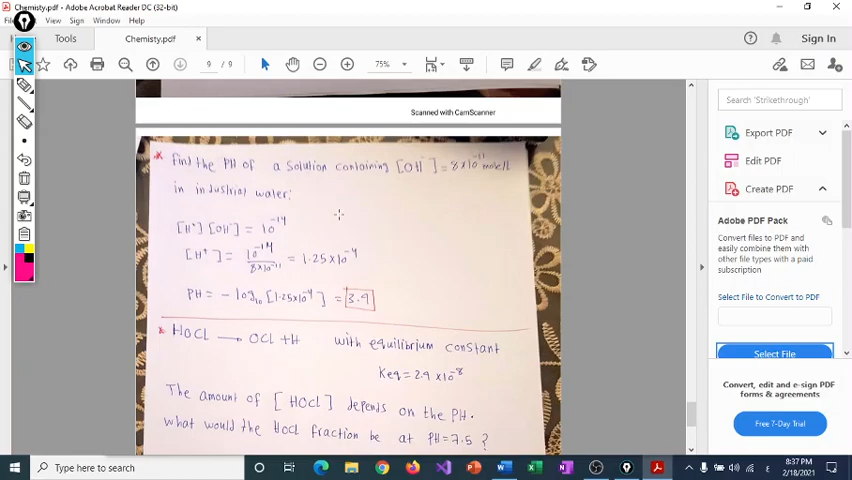 Chemisty.pdf - Adobe Acrobat Reader DC (32-bit)
View Sign Window Help
Tools
Chemisty.pdf ×
Sign In
9 / 9
75%
Scanned with CamScanner
* Find the PH of a Solution containing [OH⁻] = 8×10⁻¹¹ mole/L
in industrial water:
[H⁺] [OH⁻] = 10⁻¹⁴
[H⁺] = 10⁻¹⁴ / 8×10⁻¹¹ = 1.25×10⁻⁴
PH = - log₁₀ [1.25×10⁻⁴] = 3.9
* HOCL → OCL + H with equilibrium constant
Keq = 2.9 ×10⁻⁸
The amount of [HOCL] depends on the PH.
what would the HOCL fraction be at PH = 7.5 ?
Search 'Strikethrough'
Export PDF
Edit PDF
Create PDF
Adobe PDF Pack
Convert files to PDF and
easily combine them with
other file types with a paid
subscription
Select File to Convert to PDF
Select File
Convert, edit and e-sign PDF
forms & agreements
Free 7-Day Trial
Type here to search
8:37 PM
2/18/2021